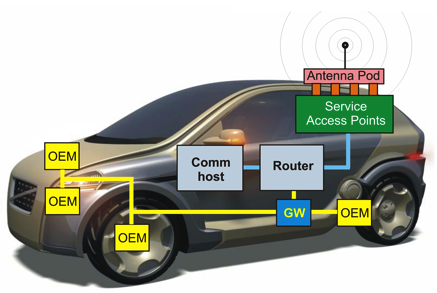 Antenna Pod
Service
Access Points
OEM
Comm
host
Router
OEM
GW
OEM
OEM